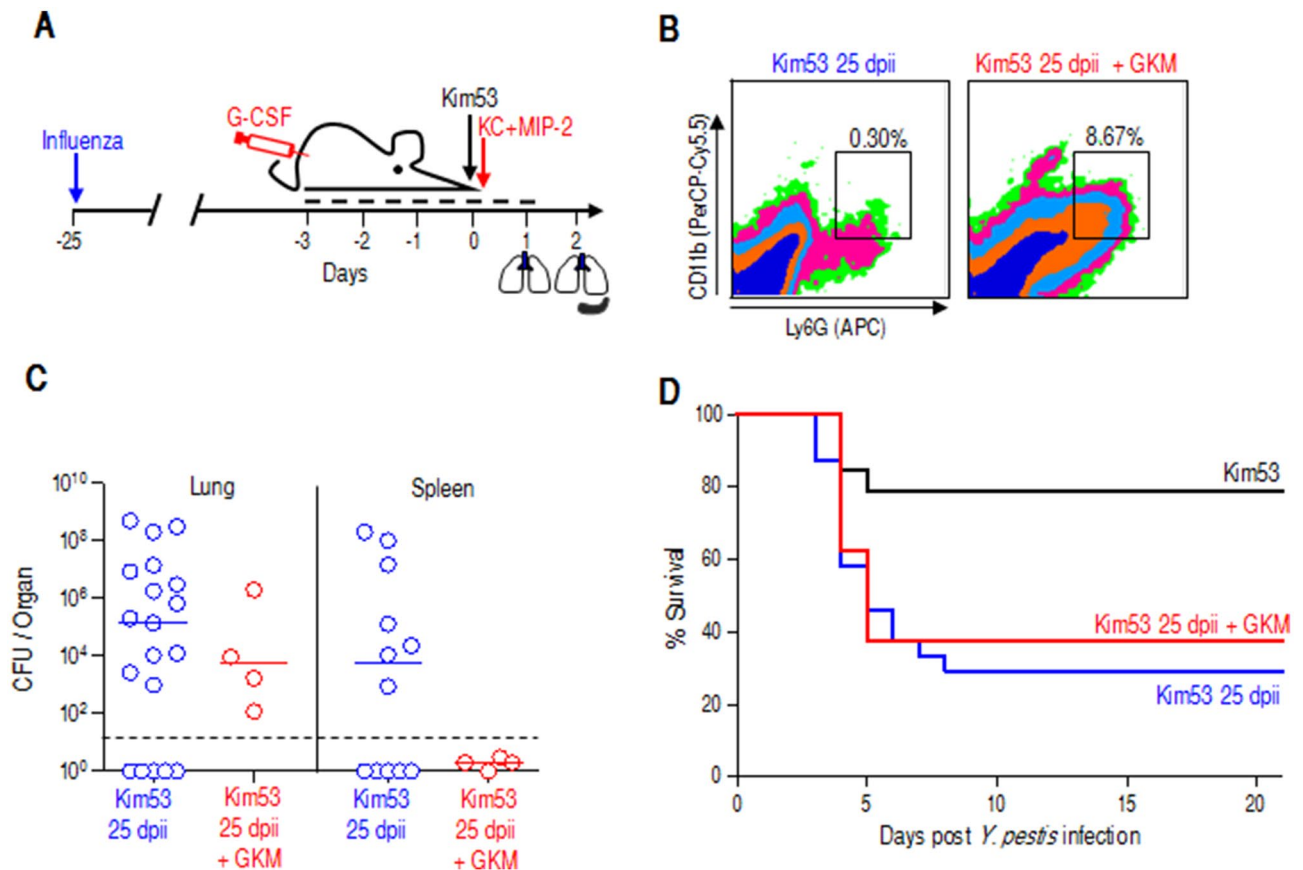 A
Influenza
G-CSF
Kim53
KC+MIP-2
-25
-3
-2
-1
0
1
2
Days
B
Kim53 25 dpii
Kim53 25 dpii + GKM
0.30%
8.67%
CD11b (PerCP-Cy5.5)
Ly6G (APC)
C
Lung
Spleen
CFU / Organ
10¹⁰
10⁸
10⁶
10⁴
10²
10⁰
Kim53
25 dpii
Kim53
25 dpii
+ GKM
Kim53
25 dpii
Kim53
25 dpii
+ GKM
D
% Survival
100
80
60
40
20
0
Kim53
Kim53 25 dpii + GKM
Kim53 25 dpii
0
5
10
15
20
Days post Y. pestis infection